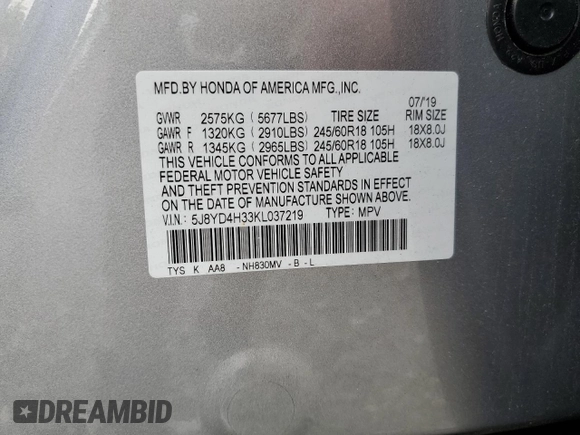 MFD.BY HONDA OF AMERICA MFG.,INC.
07/'19
GVWR 2575KG ( 5677LBS) TIRE SIZE RIM SIZE
GAWR F 1320KG ( 2910LBS) 245/60R18 105H 18X8.0J
GAWR R 1345KG ( 2965LBS) 245/60R18 105H 18X8.0J
THIS VEHICLE CONFORMS TO ALL APPLICABLE
FEDERAL MOTOR VEHICLE SAFETY
AND THEFT PREVENTION STANDARDS IN EFFECT
ON THE DATE OF MANUFACTURE SHOWN ABOVE.
V.I.N.: 5J8YD4H33KL037219 TYPE: MPV
TYS K AA8 -NH830MV -B -L
DREAMBID